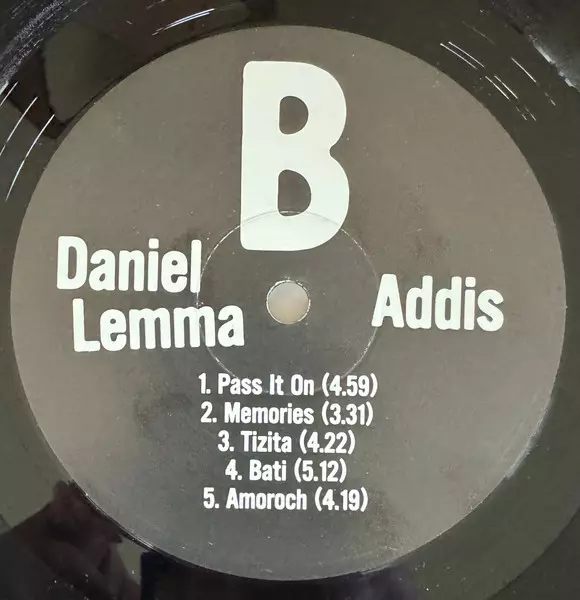 B
Daniel
Lemma
Addis
1. Pass It On (4.59)
2. Memories (3.31)
3. Tizita (4.22)
4. Bati (5.12)
5. Amoroch (4.19)